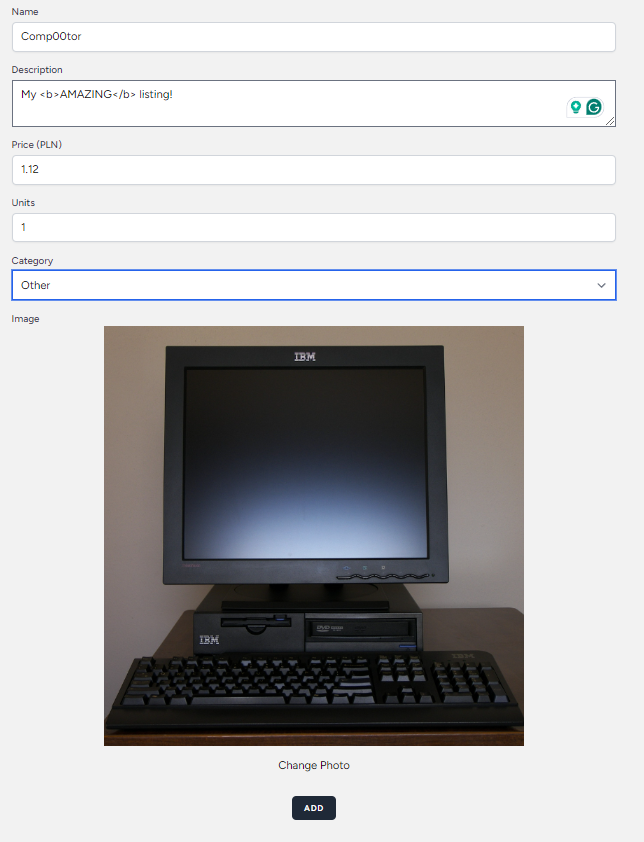 Name
Comp00tor
Description
My <b>AMAZING</b> listing!
Price (PLN)
1.12
Units
1
Category
Other
Image
IBM
IBM
IBM
Change Photo
ADD